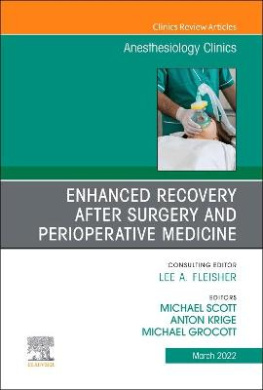 Clinics Review Articles
Anesthesiology Clinics
ENHANCED RECOVERY
AFTER SURGERY AND
PERIOPERATIVE MEDICINE
CONSULTING EDITOR
LEE A. FLEISHER
EDITORS
MICHAEL SCOTT
ANTON KRIGE
MICHAEL GROCOTT
ELSEVIER
March 2022